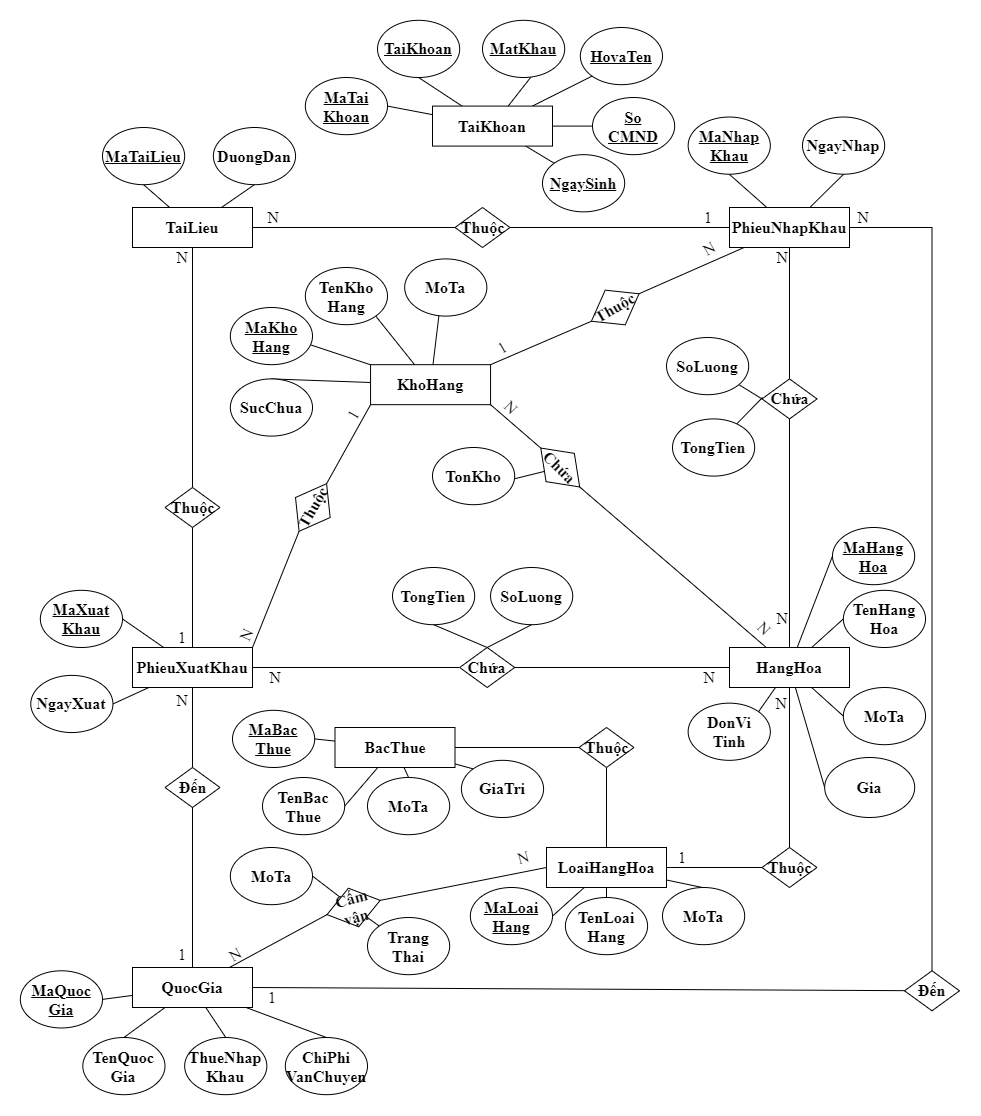 TaiKhoan
MatKhau
HovaTen
MaTai
Khoan
TaiKhoan
So
CMND
NgaySinh
MaTaiLieu
DuongDan
MaNhap
Khau
NgayNhap
TaiLieu
N
Thuộc
1
PhieuNhapKhau
N
N
N
N
TenKho
Hang
MoTa
Thuộc
MaKho
Hang
1
KhoHang
SucChua
1
N
SoLuong
Chứa
TongTien
TonKho
Chứa
Thuộc
Thuộc
MaHang
Hoa
TongTien
SoLuong
TenHang
Hoa
MaXuat
Khau
1
N
N
N
PhieuXuatKhau
N
Chứa
N
HangHoa
NgayXuat
N
N
DonVi
Tinh
MoTa
MaBac
Thue
BacThue
Thuộc
TenBac
Thue
MoTa
GiaTri
Gia
Đến
N
LoaiHangHoa
1
Thuộc
MoTa
Cấm
vận
MaLoai
Hang
TenLoai
Hang
MoTa
Trang
Thai
1
N
QuocGia
1
Đến
MaQuoc
Gia
TenQuoc
Gia
ThueNhap
Khau
ChiPhi
VanChuyen